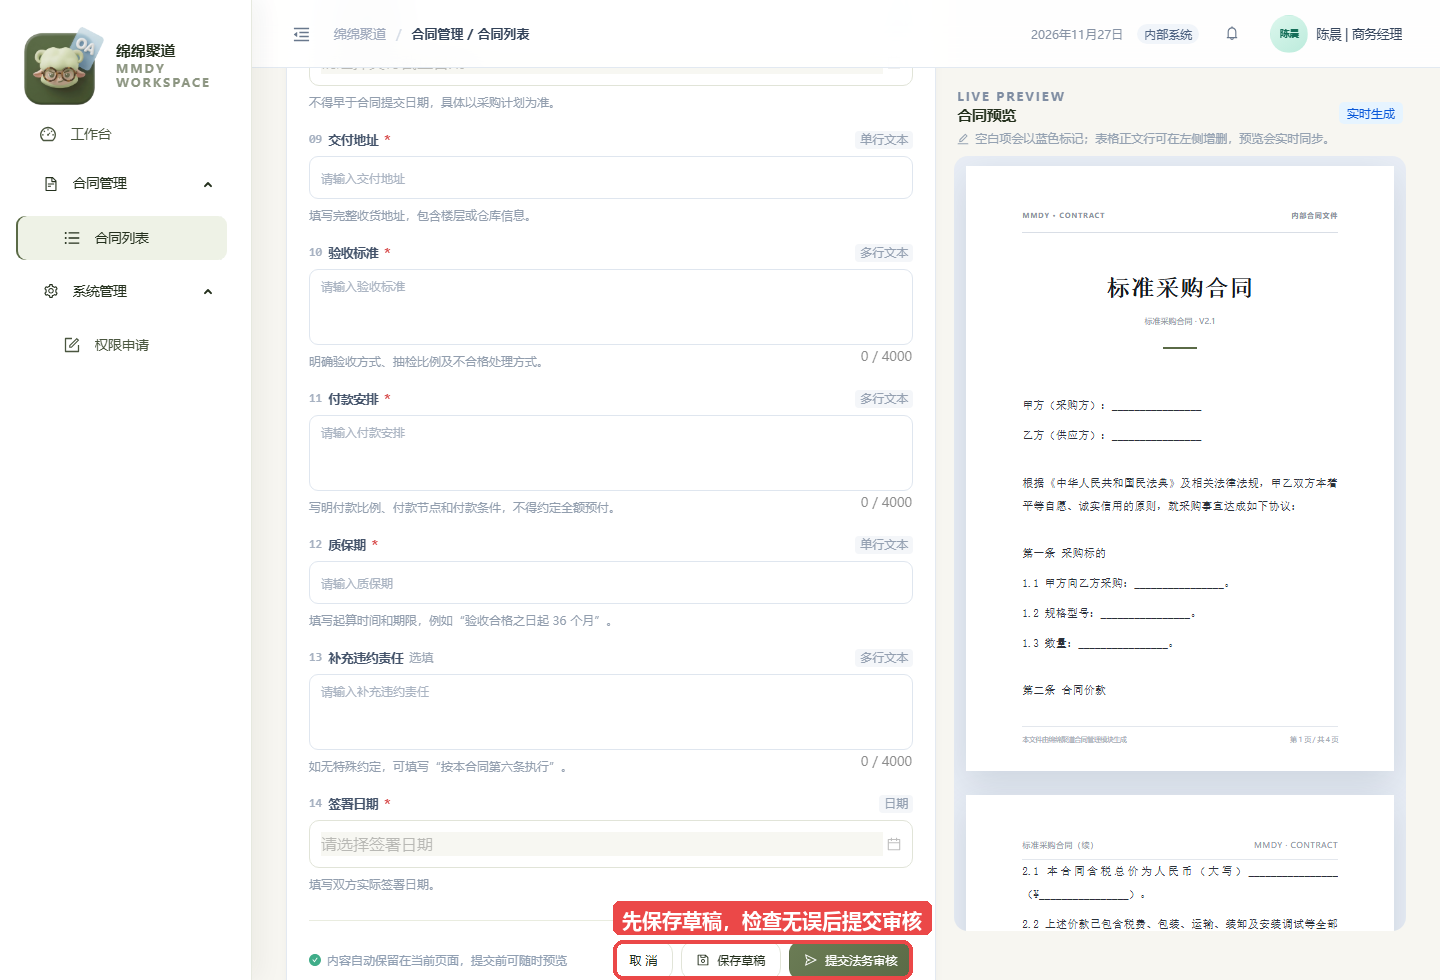 绵绵聚道
MMDY
WORKSPACE
QA
工作台
合同管理
合同列表
系统管理
权限申请
绵绵聚道 / 合同管理 / 合同列表
2026年11月27日
内部系统
陈晨
陈晨 | 商务经理
不得早于合同提交日期，具体以采购计划为准。
09 交付地址 *
单行文本
请输入交付地址
填写完整收货地址，包含楼层或仓库信息。
10 验收标准 *
多行文本
请输入验收标准
明确验收方式、抽检比例及不合格处理方式。
0 / 4000
11 付款安排 *
多行文本
请输入付款安排
写明付款比例、付款节点和付款条件，不得约定全额预付。
0 / 4000
12 质保期 *
单行文本
请输入质保期
填写起算时间和期限，例如“验收合格之日起 36 个月”。
13 补充违约责任 选填
多行文本
请输入补充违约责任
如无特殊约定，可填写“按本合同第六条执行”。
0 / 4000
14 签署日期 *
日期
请选择签署日期
填写双方实际签署日期。
先保存草稿，检查无误后提交审核
内容自动保留在当前页面，提交前可随时预览
取 消
保存草稿
提交法务审核
LIVE PREVIEW
合同预览
实时生成
空白项会以蓝色标记；表格正文行可在左侧增删，预览会实时同步。
MMDY · CONTRACT
内部合同文件
标准采购合同
标准采购合同 · V2.1
甲方（采购方）：________________
乙方（供应方）：________________
根据《中华人民共和国民法典》及相关法律法规，甲乙双方本着
平等自愿、诚实信用的原则，就采购事宜达成如下协议：
第一条 采购标的
1.1 甲方向乙方采购：________________。
1.2 规格型号：________________。
1.3 数量：________________。
第二条 合同价款
本文件由绵绵聚道合同管理模块生成
第 1 页 / 共 4 页
标准采购合同（续）
MMDY · CONTRACT
2.1 本合同含税总价为人民币（大写）________________
（¥________________）。
2.2 上述价款已包含税费、包装、运输、装卸及安装调试等全部